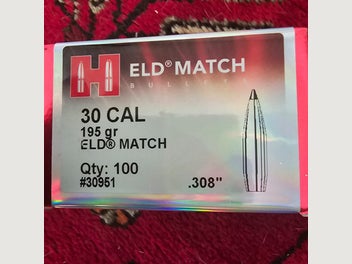 H ELD® MATCH
BULLETS
30 CAL
195 gr
ELD® MATCH
Qty: 100
#30951
.308"